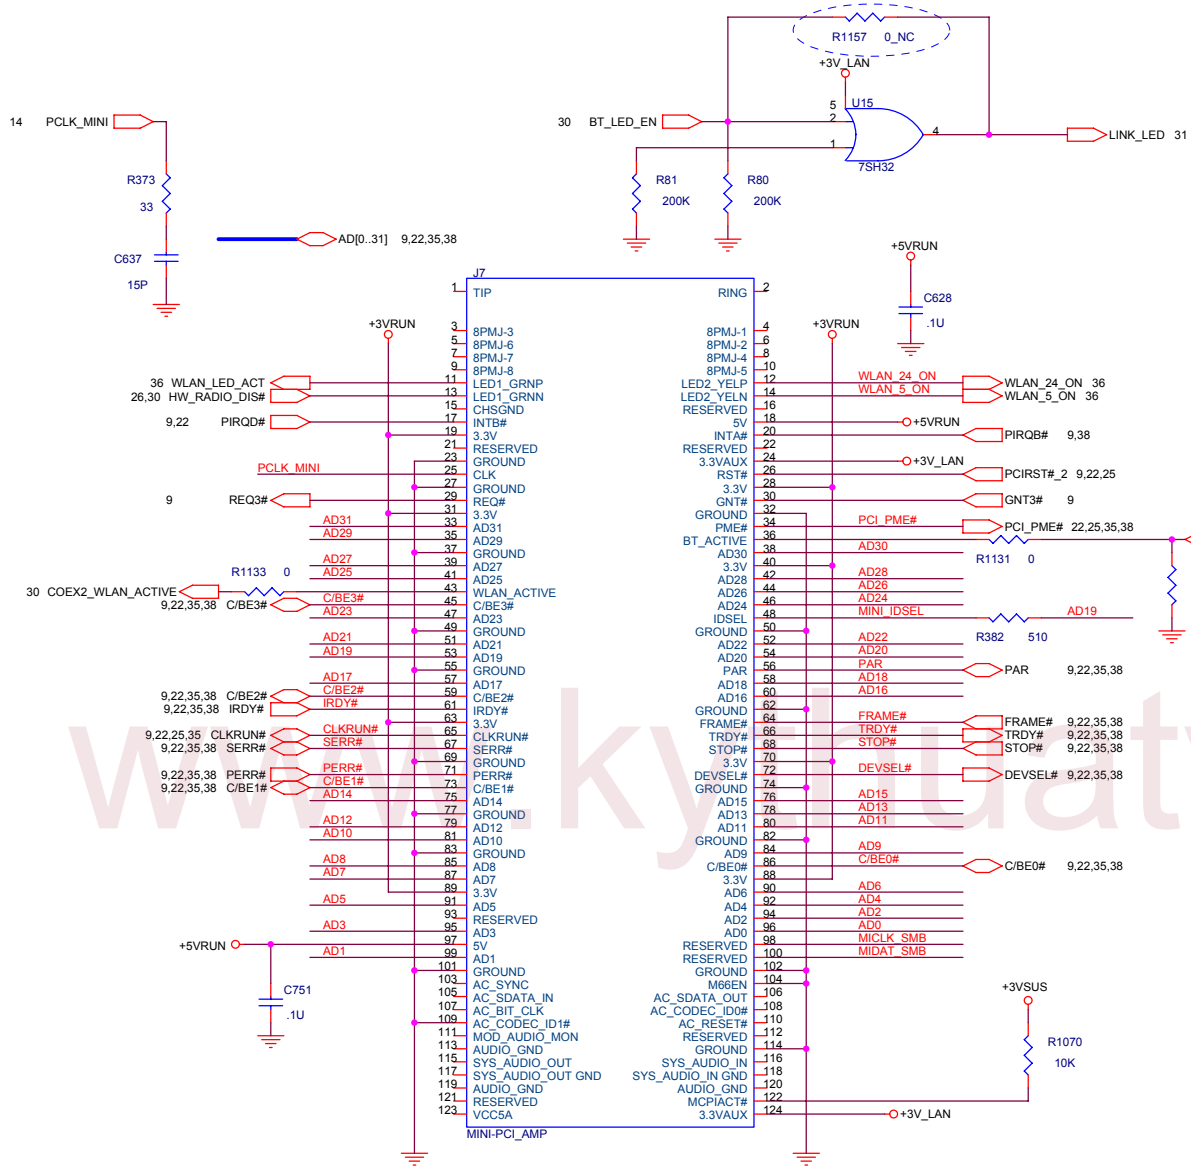 R1157 0_NC
+3V_LAN
U15
5
14 PCLK_MINI
30 BT_LED_EN
2
4
LINK_LED 31
1
7SH32
R373
33
R81
200K
R80
200K
AD[0..31] 9,22,35,38
+5VRUN
C637
15P
C628
.1U
J7
1 TIP RING 2
+3VRUN +3VRUN
3 8PMJ-3 8PMJ-1 4
5 8PMJ-6 8PMJ-2 6
7 8PMJ-7 8PMJ-4 8
9 8PMJ-8 8PMJ-5 10
36 WLAN_LED_ACT 11 LED1_GRNP LED2_YELP 12 WLAN_24_ON WLAN_24_ON 36
26,30 HW_RADIO_DIS# 13 LED1_GRNN LED2_YELN 14 WLAN_5_ON WLAN_5_ON 36
15 CHSGND RESERVED 16
9,22 PIRQD# 17 INTB# 5V 18 +5VRUN
19 3.3V INTA# 20 PIRQB# 9,38
21 RESERVED RESERVED 22
23 GROUND 3.3VAUX 24 +3V_LAN
PCLK_MINI 25 CLK RST# 26 PCIRST#_2 9,22,25
27 GROUND 3.3V 28
9 REQ3# 29 REQ# GNT# 30 GNT3# 9
31 3.3V GROUND 32
AD31 33 AD31 PME# 34 PCI_PME# PCI_PME# 22,25,35,38
AD29 35 AD29 BT_ACTIVE 36 R1131 0
37 GROUND AD30 38 AD30
AD27 39 AD27 3.3V 40
AD25 41 AD25 AD28 42 AD28
30 COEX2_WLAN_ACTIVE R1133 0 43 WLAN_ACTIVE AD26 44 AD26
9,22,35,38 C/BE3# C/BE3# 45 C/BE3# AD24 46 AD24
AD23 47 AD23 IDSEL 48 MINI_IDSEL R382 510 AD19
49 GROUND GROUND 50
AD21 51 AD21 AD22 52 AD22
AD19 53 AD19 AD20 54 AD20
55 GROUND PAR 56 PAR PAR 9,22,35,38
AD17 57 AD17 AD18 58 AD18
9,22,35,38 C/BE2# C/BE2# 59 C/BE2# AD16 60 AD16
9,22,35,38 IRDY# IRDY# 61 IRDY# GROUND 62
63 3.3V FRAME# 64 FRAME# FRAME# 9,22,35,38
9,22,25,35 CLKRUN# CLKRUN# 65 CLKRUN# TRDY# 66 TRDY# TRDY# 9,22,35,38
9,22,35,38 SERR# SERR# 67 SERR# STOP# 68 STOP# STOP# 9,22,35,38
69 GROUND 3.3V 70
9,22,35,38 PERR# PERR# 71 PERR# DEVSEL# 72 DEVSEL# DEVSEL# 9,22,35,38
9,22,35,38 C/BE1# C/BE1# 73 C/BE1# GROUND 74
AD14 75 AD14 AD15 76 AD15
77 GROUND AD13 78 AD13
AD12 79 AD12 AD11 80 AD11
AD10 81 AD10 GROUND 82
83 GROUND AD9 84 AD9
AD8 85 AD8 C/BE0# 86 C/BE0# C/BE0# 9,22,35,38
AD7 87 AD7 3.3V 88
89 3.3V AD6 90 AD6
AD5 91 AD5 AD4 92 AD4
93 RESERVED AD2 94 AD2
AD3 95 AD3 AD0 96 AD0
+5VRUN 97 5V RESERVED 98 MICLK_SMB
AD1 99 AD1 RESERVED 100 MIDAT_SMB
101 GROUND GROUND 102
103 AC_SYNC M66EN 104
105 AC_SDATA_IN AC_SDATA_OUT 106
107 AC_BIT_CLK AC_CODEC_ID0# 108
109 AC_CODEC_ID1# AC_RESET# 110
111 MOD_AUDIO_MON RESERVED 112
113 AUDIO_GND GROUND 114
115 SYS_AUDIO_OUT SYS_AUDIO_IN 116
117 SYS_AUDIO_OUT GND SYS_AUDIO_IN GND 118
119 AUDIO_GND AUDIO_GND 120
121 RESERVED MCPIACT# 122
123 VCC5A 3.3VAUX 124 +3V_LAN
MINI-PCI_AMP
C751
.1U
+3VSUS
R1070
10K
www.kythuatv